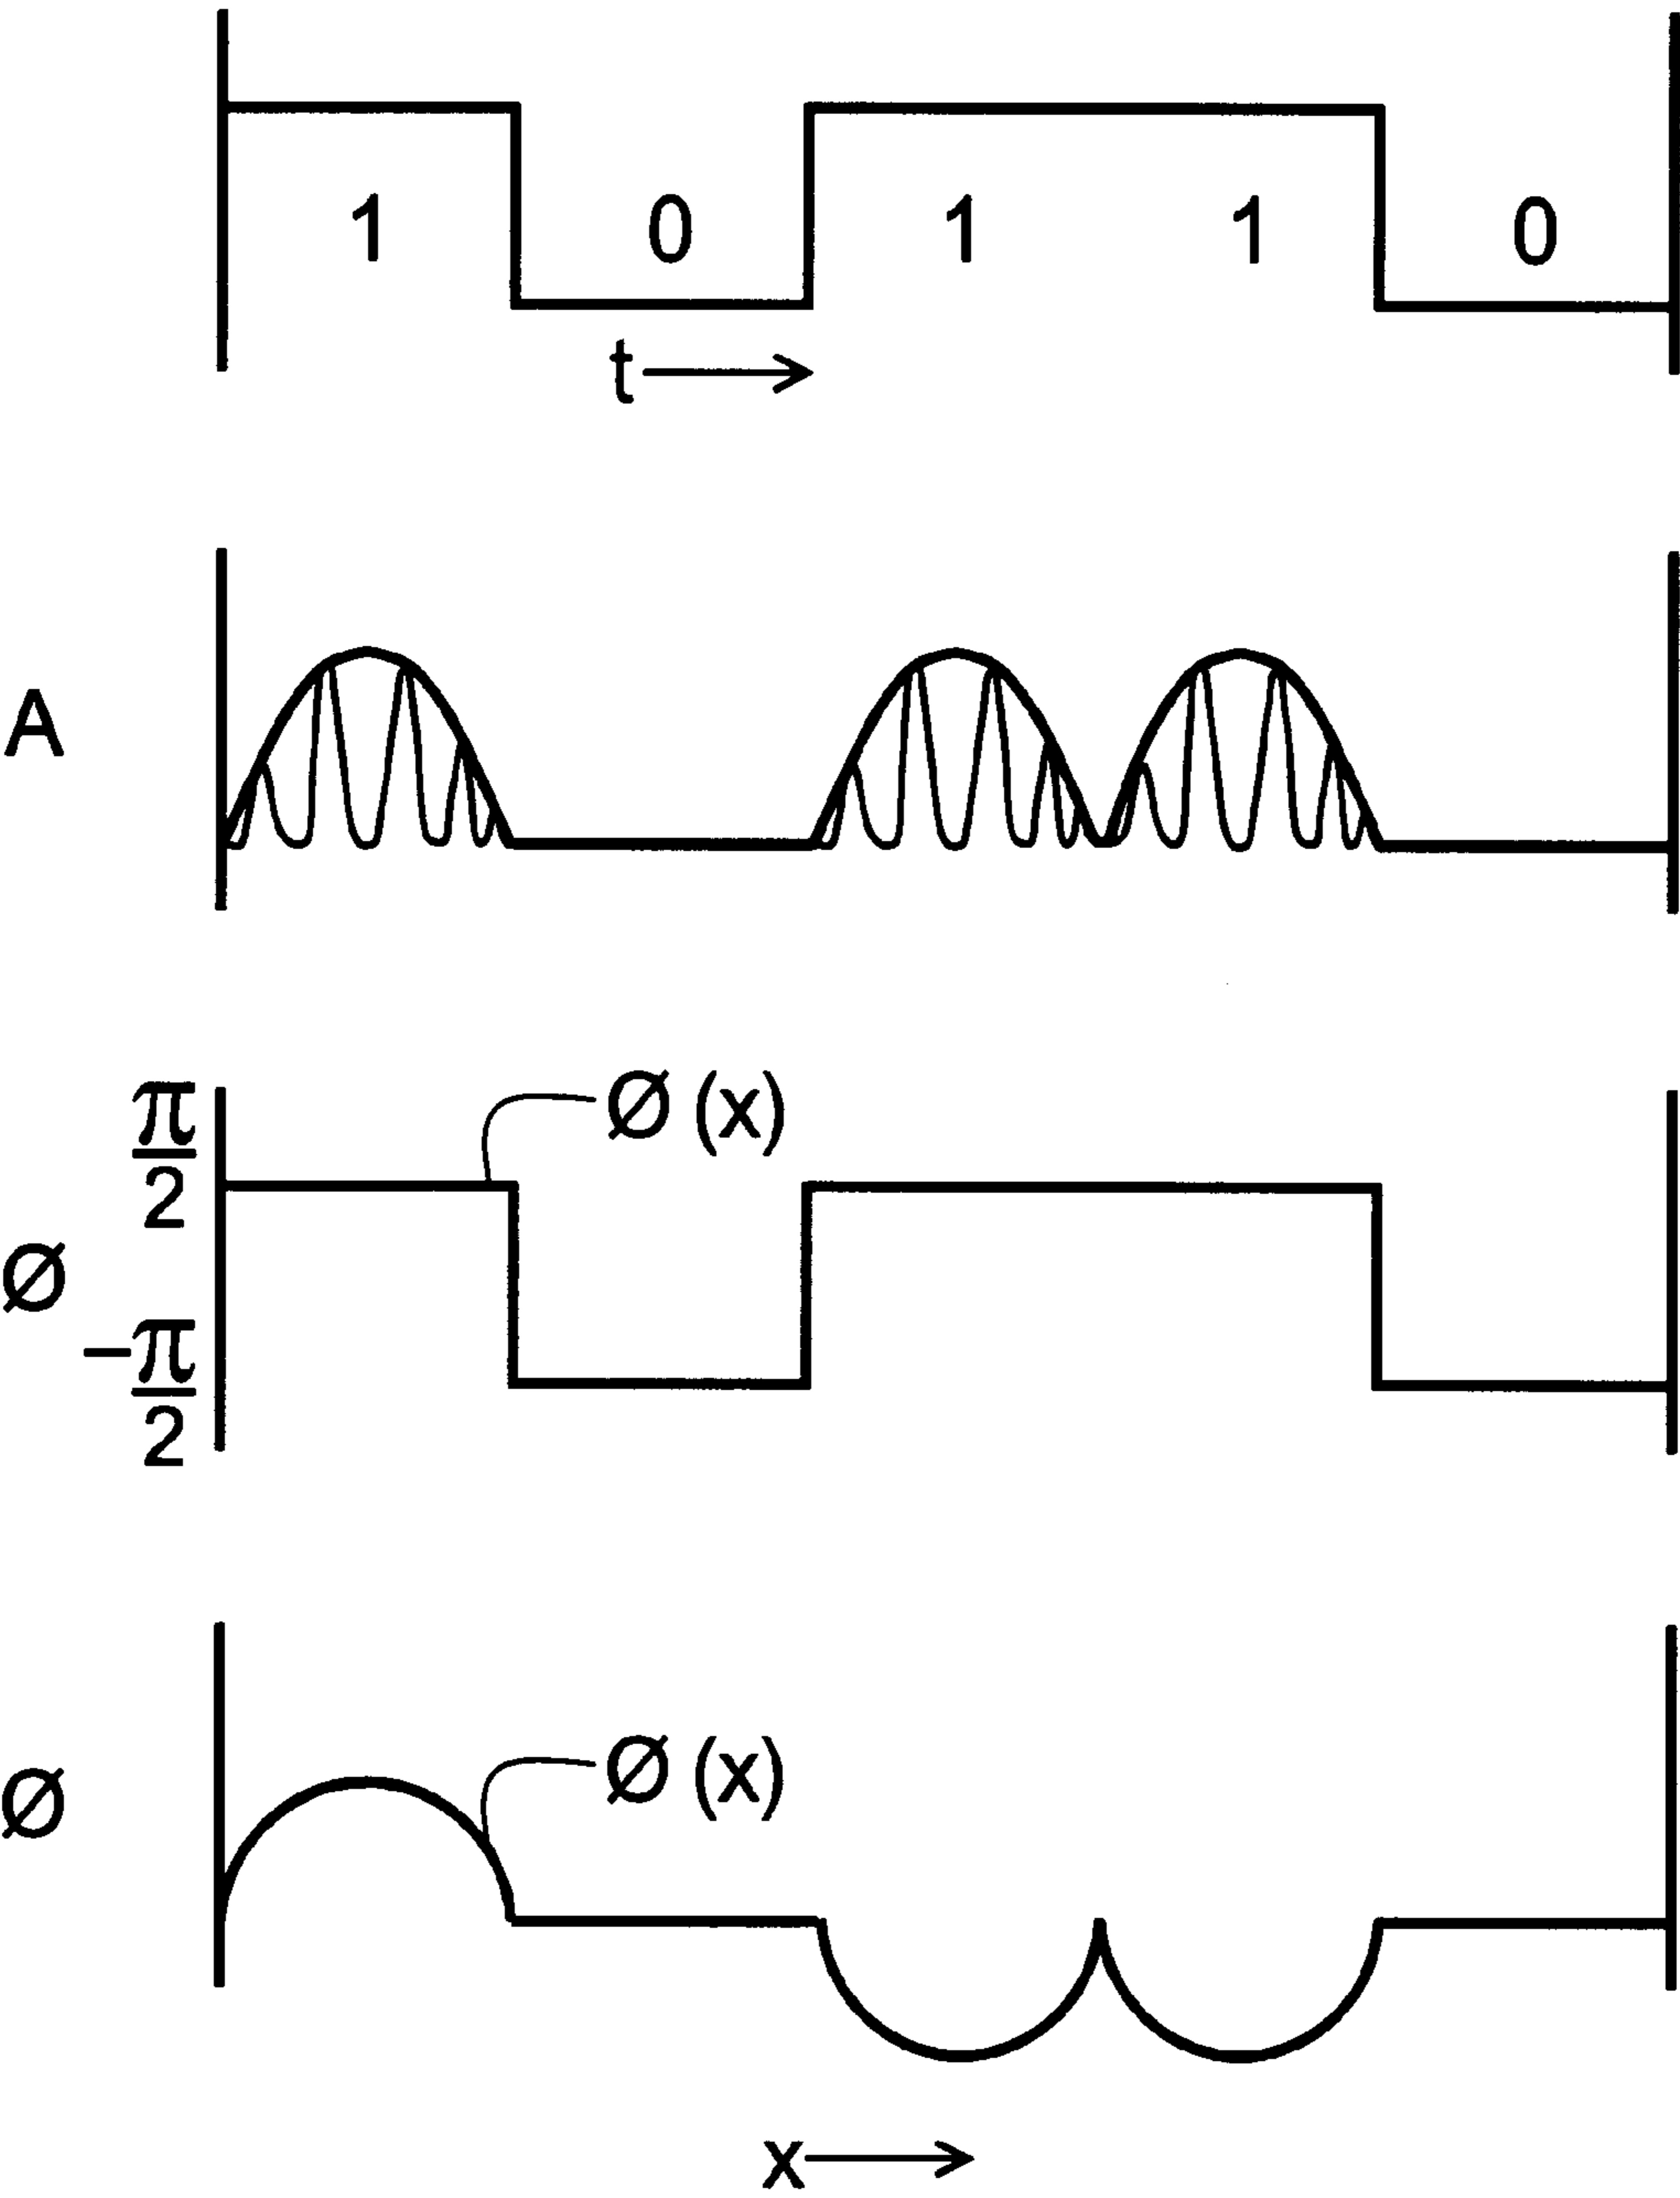 1 0 1 1 0
t
A
π/2
Ø (x)
Ø
-π/2
Ø (x)
Ø
x